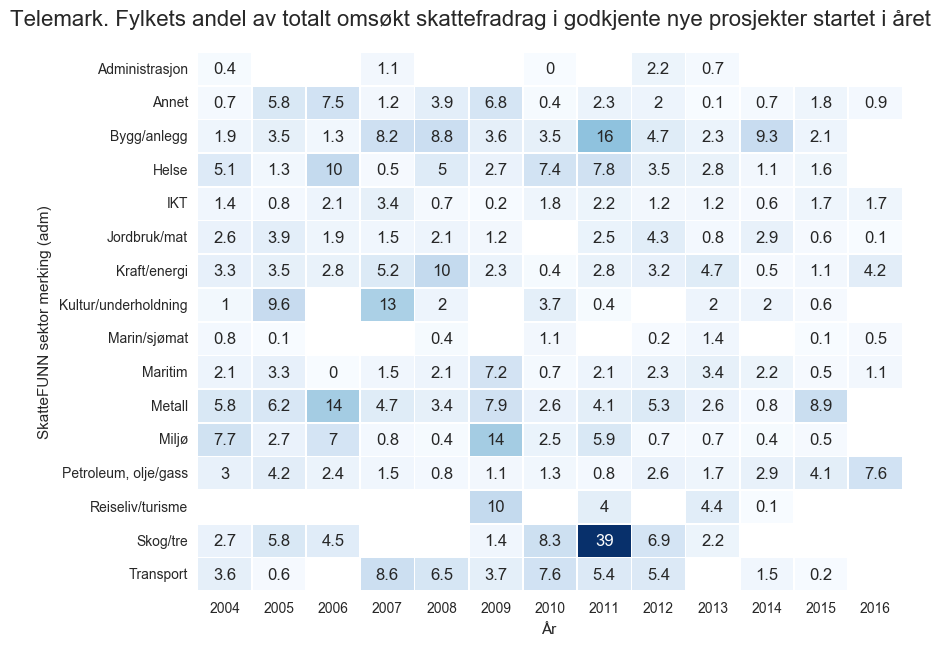 Telemark. Fylkets andel av totalt omsøkt skattefradrag i godkjente nye prosjekter startet i året
SkatteFUNN sektor merking (adm)
Administrasjon 0.4 1.1 0 2.2 0.7
Annet 0.7 5.8 7.5 1.2 3.9 6.8 0.4 2.3 2 0.1 0.7 1.8 0.9
Bygg/anlegg 1.9 3.5 1.3 8.2 8.8 3.6 3.5 16 4.7 2.3 9.3 2.1
Helse 5.1 1.3 10 0.5 5 2.7 7.4 7.8 3.5 2.8 1.1 1.6
IKT 1.4 0.8 2.1 3.4 0.7 0.2 1.8 2.2 1.2 1.2 0.6 1.7 1.7
Jordbruk/mat 2.6 3.9 1.9 1.5 2.1 1.2 2.5 4.3 0.8 2.9 0.6 0.1
Kraft/energi 3.3 3.5 2.8 5.2 10 2.3 0.4 2.8 3.2 4.7 0.5 1.1 4.2
Kultur/underholdning 1 9.6 13 2 3.7 0.4 2 2 0.6
Marin/sjømat 0.8 0.1 0.4 1.1 0.2 1.4 0.1 0.5
Maritim 2.1 3.3 0 1.5 2.1 7.2 0.7 2.1 2.3 3.4 2.2 0.5 1.1
Metall 5.8 6.2 14 4.7 3.4 7.9 2.6 4.1 5.3 2.6 0.8 8.9
Miljø 7.7 2.7 7 0.8 0.4 14 2.5 5.9 0.7 0.7 0.4 0.5
Petroleum, olje/gass 3 4.2 2.4 1.5 0.8 1.1 1.3 0.8 2.6 1.7 2.9 4.1 7.6
Reiseliv/turisme 10 4 4.4 0.1
Skog/tre 2.7 5.8 4.5 1.4 8.3 39 6.9 2.2
Transport 3.6 0.6 8.6 6.5 3.7 7.6 5.4 5.4 1.5 0.2
2004 2005 2006 2007 2008 2009 2010 2011 2012 2013 2014 2015 2016
År